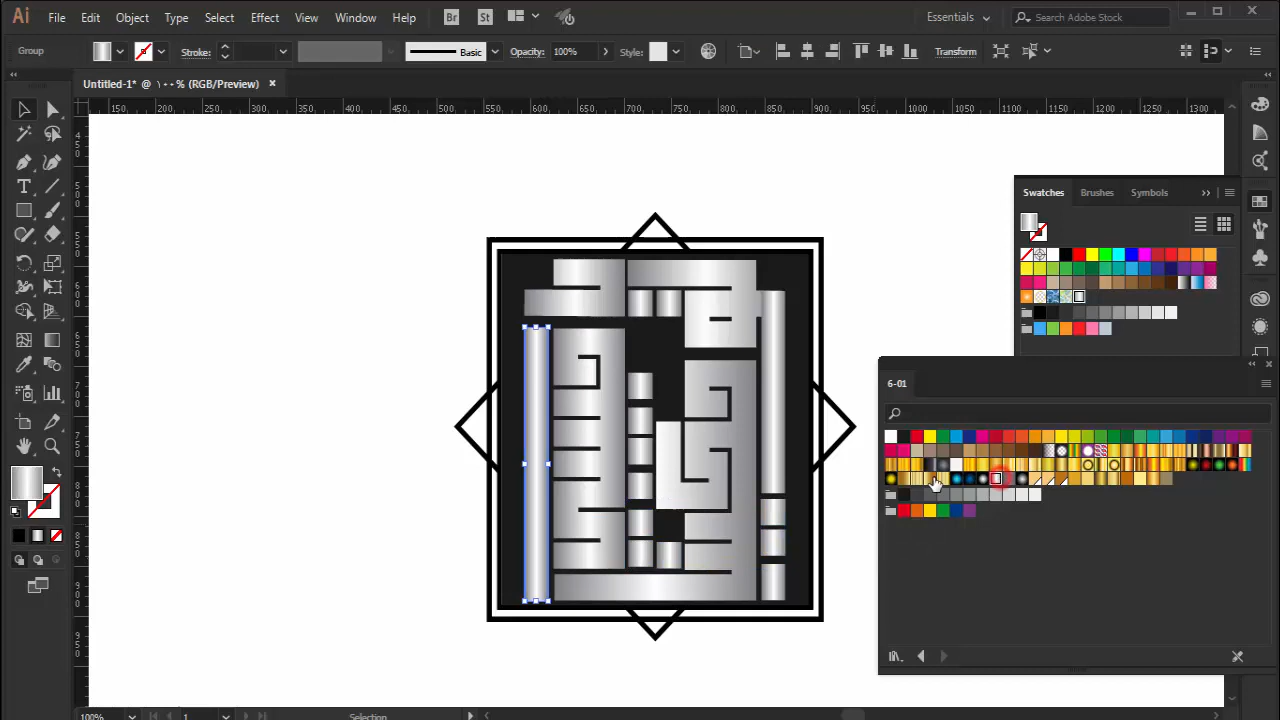 Ai File Edit Object Type Select Effect View Window Help Br St Essentials Search Adobe Stock
Group Stroke: Basic Opacity: 100% Style: Transform
Untitled-1* @ ١٠٠% (RGB/Preview)
150 200 250 300 350 400 450 500 550 600 650 700 750 800 850 900 950 1000 1050 1100 1150 1200 1250 1300
Swatches Brushes Symbols
6-01
100% 1 Selection